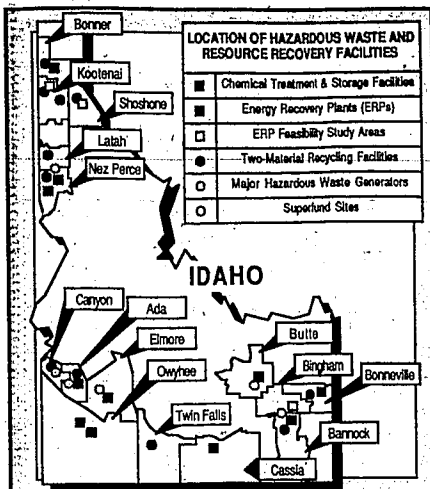 LOCATION OF HAZARDOUS WASTE AND
RESOURCE RECOVERY FACILITIES
Chemical Treatment & Storage Facilities
Energy Recovery Plants (ERPs)
ERP Feasibility Study Areas
Two-Material Recycling Facilities
Major Hazardous Waste Generators
Superfund Sites
Bonner
Kootenai
Shoshone
Latah
Nez Perce
IDAHO
Canyon
Ada
Elmore
Owyhee
Twin Falls
Butte
Bingham
Bonneville
Bannock
Cassia